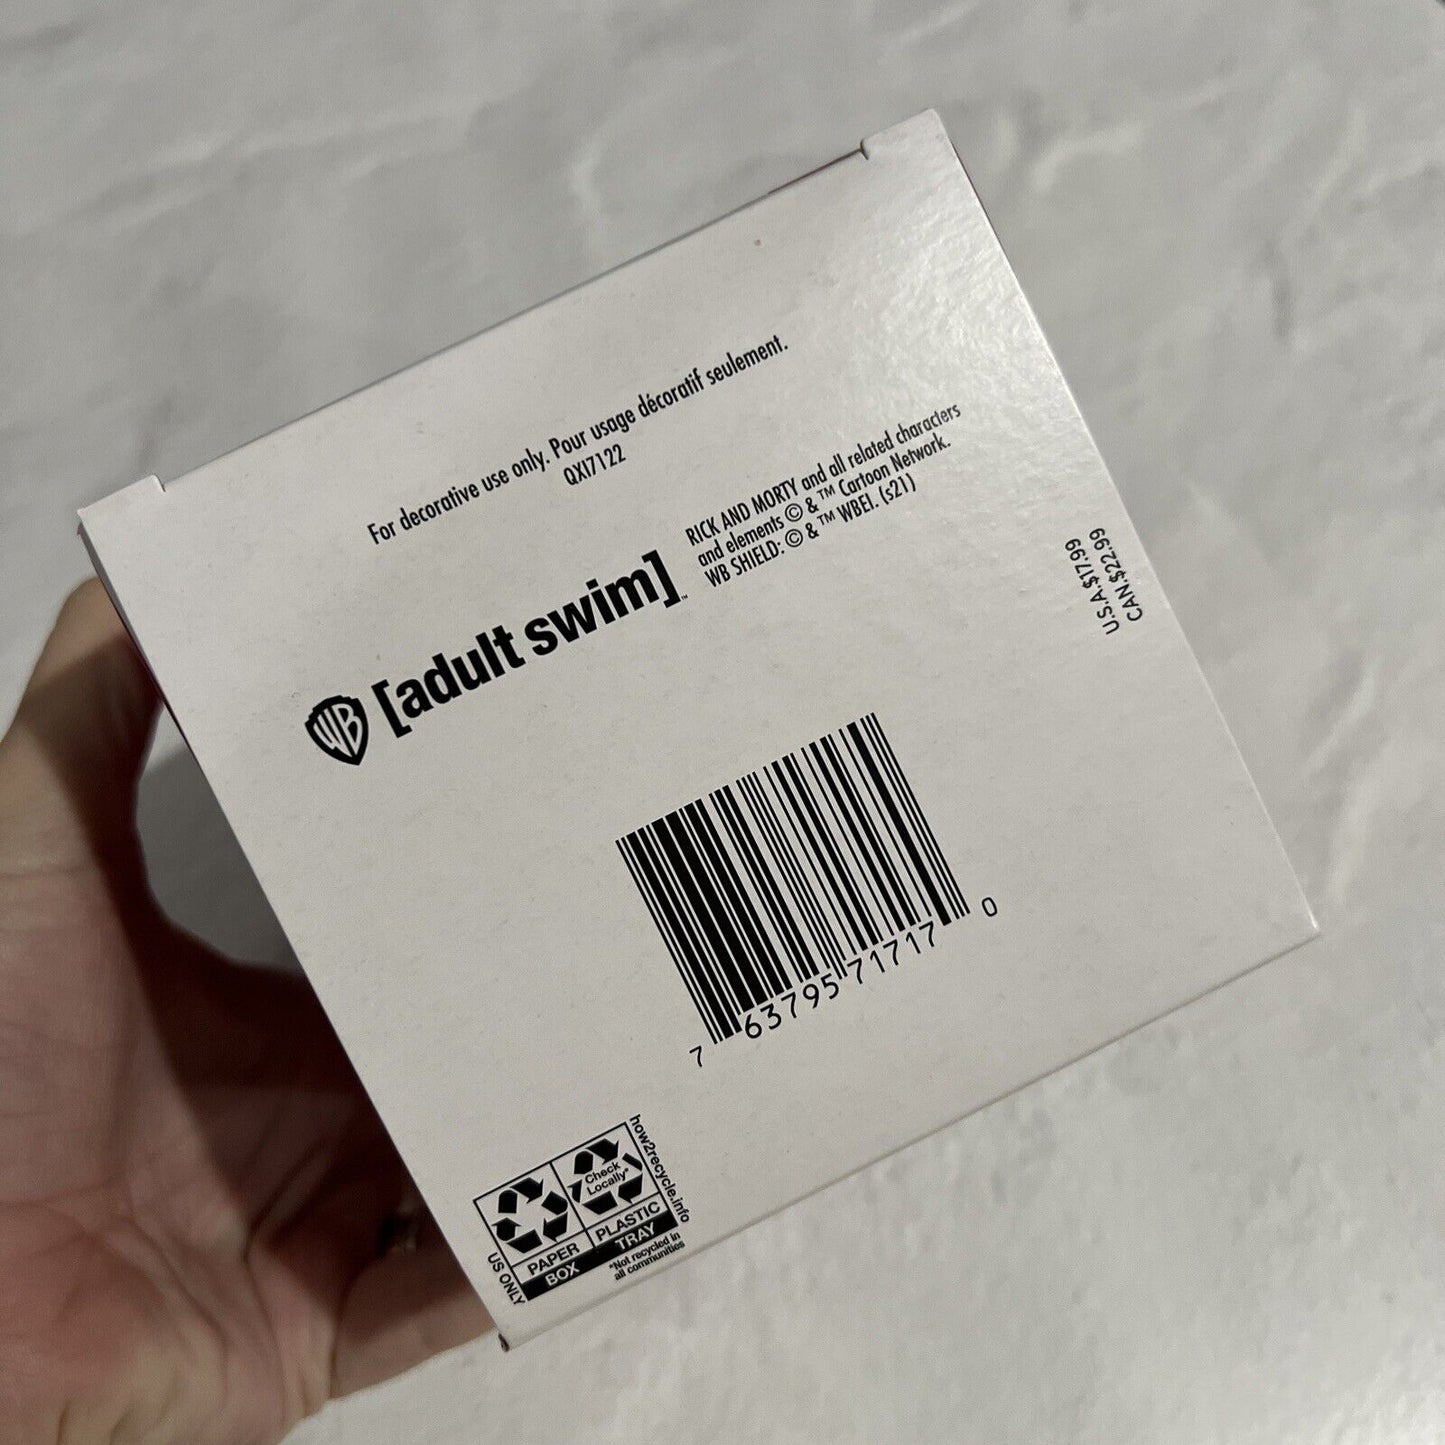 For decorative use only. Pour usage décoratif seulement.
QXI7122
WB
[adult swim]™
RICK AND MORTY and all related characters
and elements © & ™ Cartoon Network.
WB SHIELD: © & ™ WBEI. (s21)
U.S.A.$17.99
CAN.$22.99
7 63795 71717 0
how2recycle.info
Check
Locally*
PAPER
BOX
PLASTIC
TRAY
US ONLY
*Not recycled in
all communities